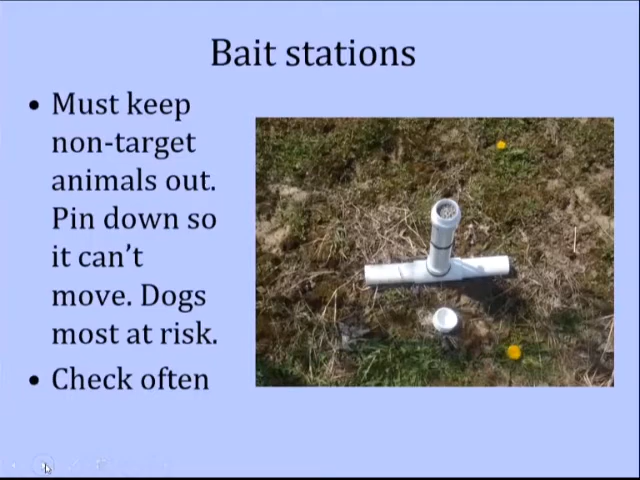 Bait stations
• Must keep
non-target
animals out.
Pin down so
it can't
move. Dogs
most at risk.
• Check often